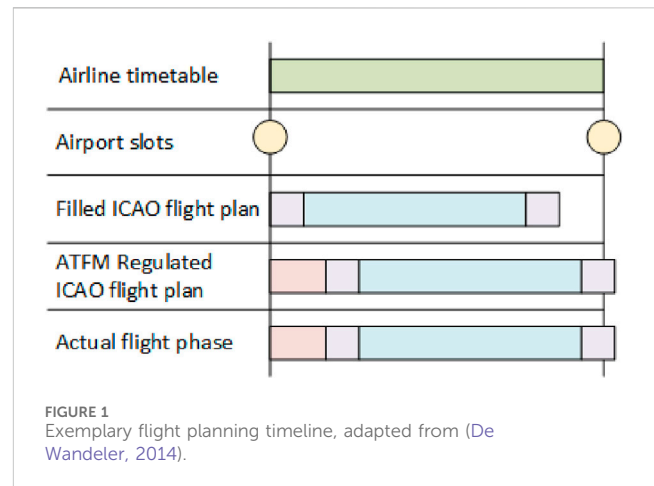 Airline timetable
Airport slots
Filled ICAO flight plan
ATFM Regulated
ICAO flight plan
Actual flight phase
FIGURE 1
Exemplary flight planning timeline, adapted from (De
Wandeler, 2014).